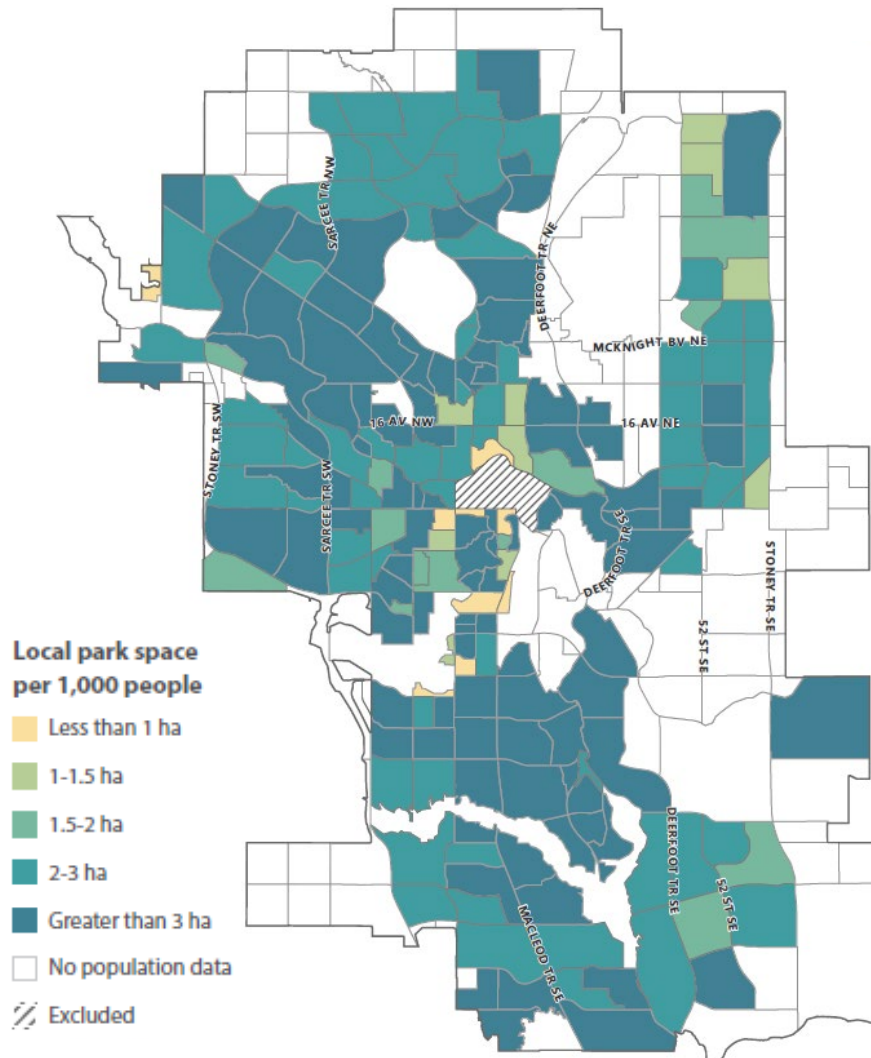 SARCEE TR NW
DEERFOOT TR NE
MCKNIGHT BV NE
16 AV NW
16 AV NE
STONEY TR SW
SARCEE TR SW
DEERFOOT TR SE
STONEY TR SE
52 ST SE
Local park space
per 1,000 people
Less than 1 ha
1-1.5 ha
1.5-2 ha
2-3 ha
Greater than 3 ha
No population data
Excluded
DEERFOOT TR SE
52 ST SE
MACLEOD TR SE